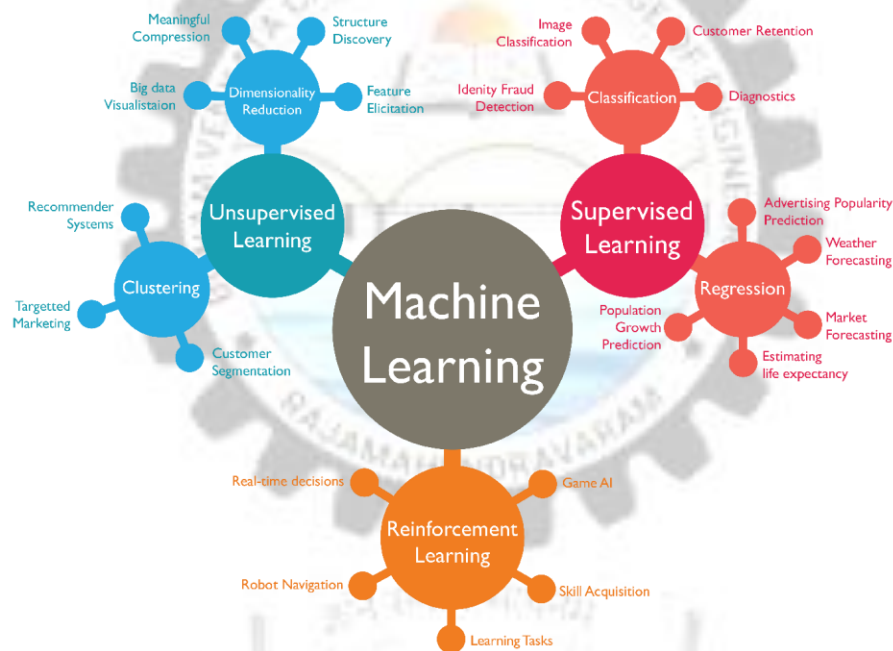 Machine
Learning
Unsupervised
Learning
Dimensionality
Reduction
Meaningful
Compression
Structure
Discovery
Big data
Visualistaion
Feature
Elicitation
Clustering
Recommender
Systems
Targetted
Marketing
Customer
Segmentation
Supervised
Learning
Classification
Image
Classification
Customer Retention
Idenity Fraud
Detection
Diagnostics
Regression
Advertising Popularity
Prediction
Weather
Forecasting
Population
Growth
Prediction
Market
Forecasting
Estimating
life expectancy
Reinforcement
Learning
Real-time decisions
Game AI
Robot Navigation
Skill Acquisition
Learning Tasks
RAJAMAHENDRAVARAM